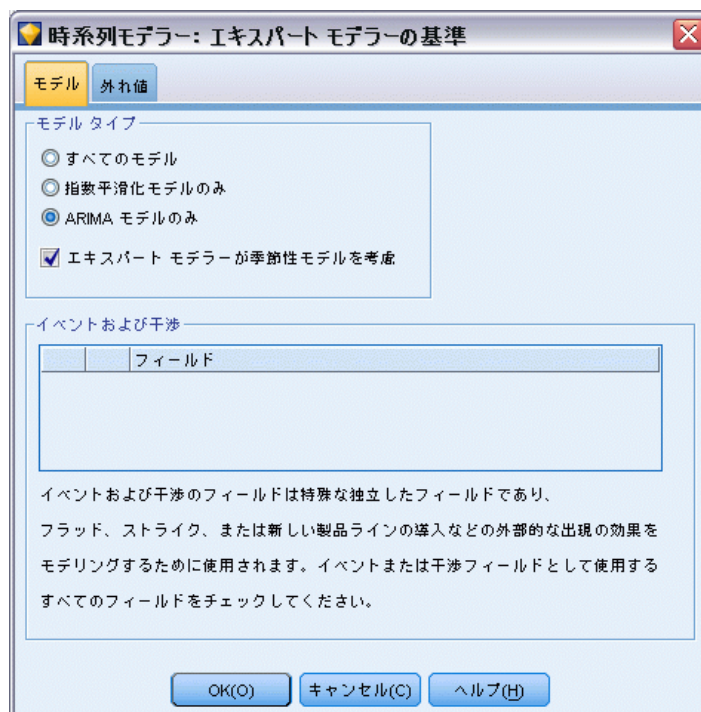 時系列モデラー: エキスパート モデラーの基準
モデル
外れ値
モデル タイプ
すべてのモデル
指数平滑化モデルのみ
ARIMA モデルのみ
エキスパート モデラーが季節性モデルを考慮
イベントおよび干渉
フィールド
イベントおよび干渉のフィールドは特殊な独立したフィールドであり、
フラッド、ストライク、または新しい製品ラインの導入などの外部的な出現の効果を
モデリングするために使用されます。イベントまたは干渉フィールドとして使用する
すべてのフィールドをチェックしてください。
OK(O)
キャンセル(C)
ヘルプ(H)